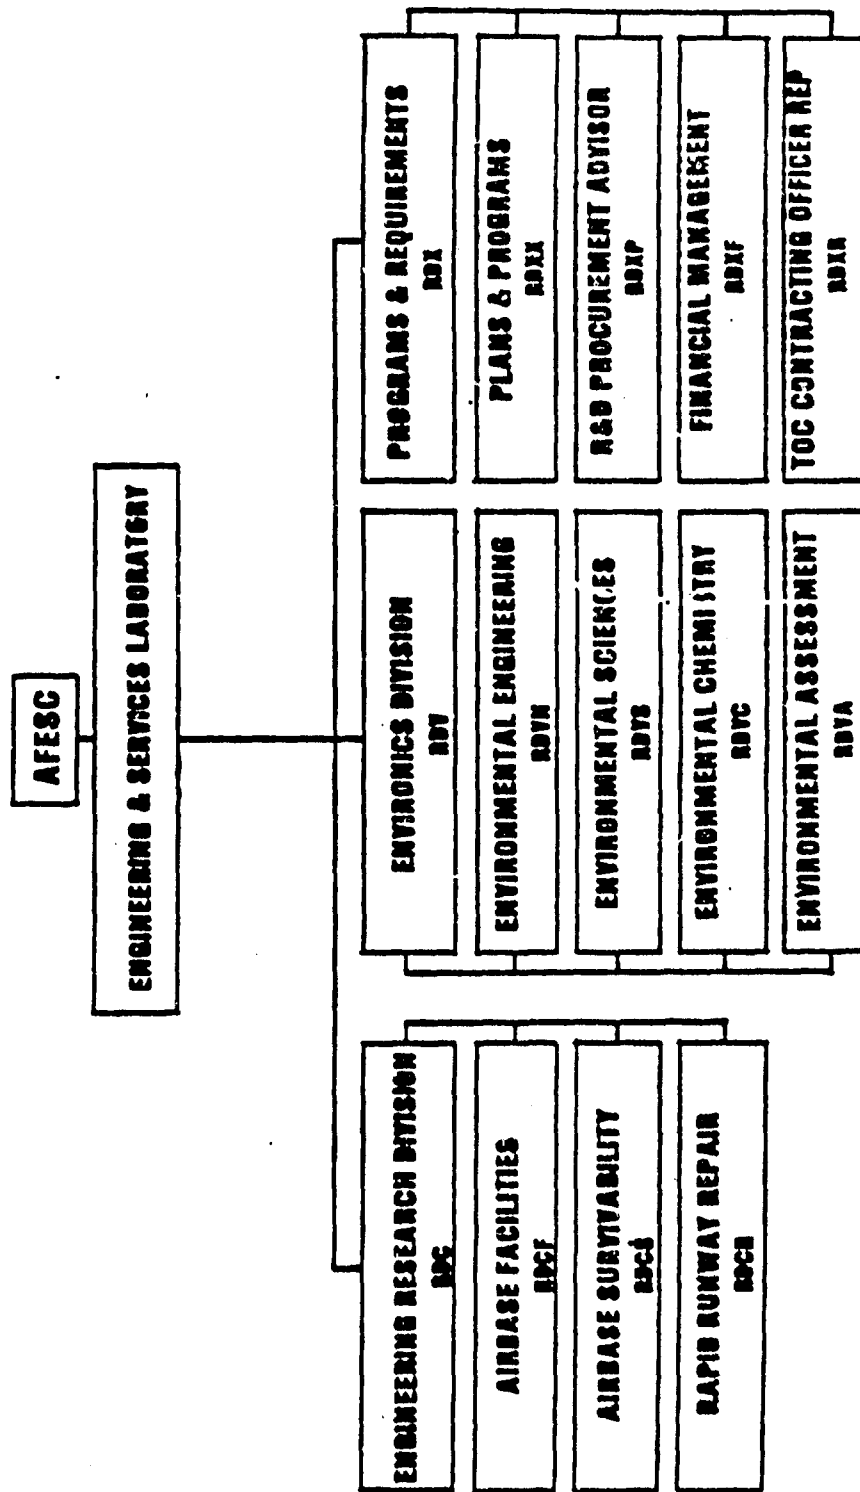 AFESC
ENGINEERING & SERVICES LABORATORY
ENGINEERING RESEARCH DIVISION
RDC
AIRBASE FACILITIES
RDCF
AIRBASE SURVIVABILITY
RDCS
RAPID RUNWAY REPAIR
RDCR
ENVIRONICS DIVISION
RDV
ENVIRONMENTAL ENGINEERING
RDVN
ENVIRONMENTAL SCIENCES
RDVS
ENVIRONMENTAL CHEMISTRY
RDVC
ENVIRONMENTAL ASSESSMENT
RDVA
PROGRAMS & REQUIREMENTS
RDX
PLANS & PROGRAMS
RDXX
R&D PROCUREMENT ADVISOR
RDXP
FINANCIAL MANAGEMENT
RDXF
TOC CONTRACTING OFFICER REP
RDXR